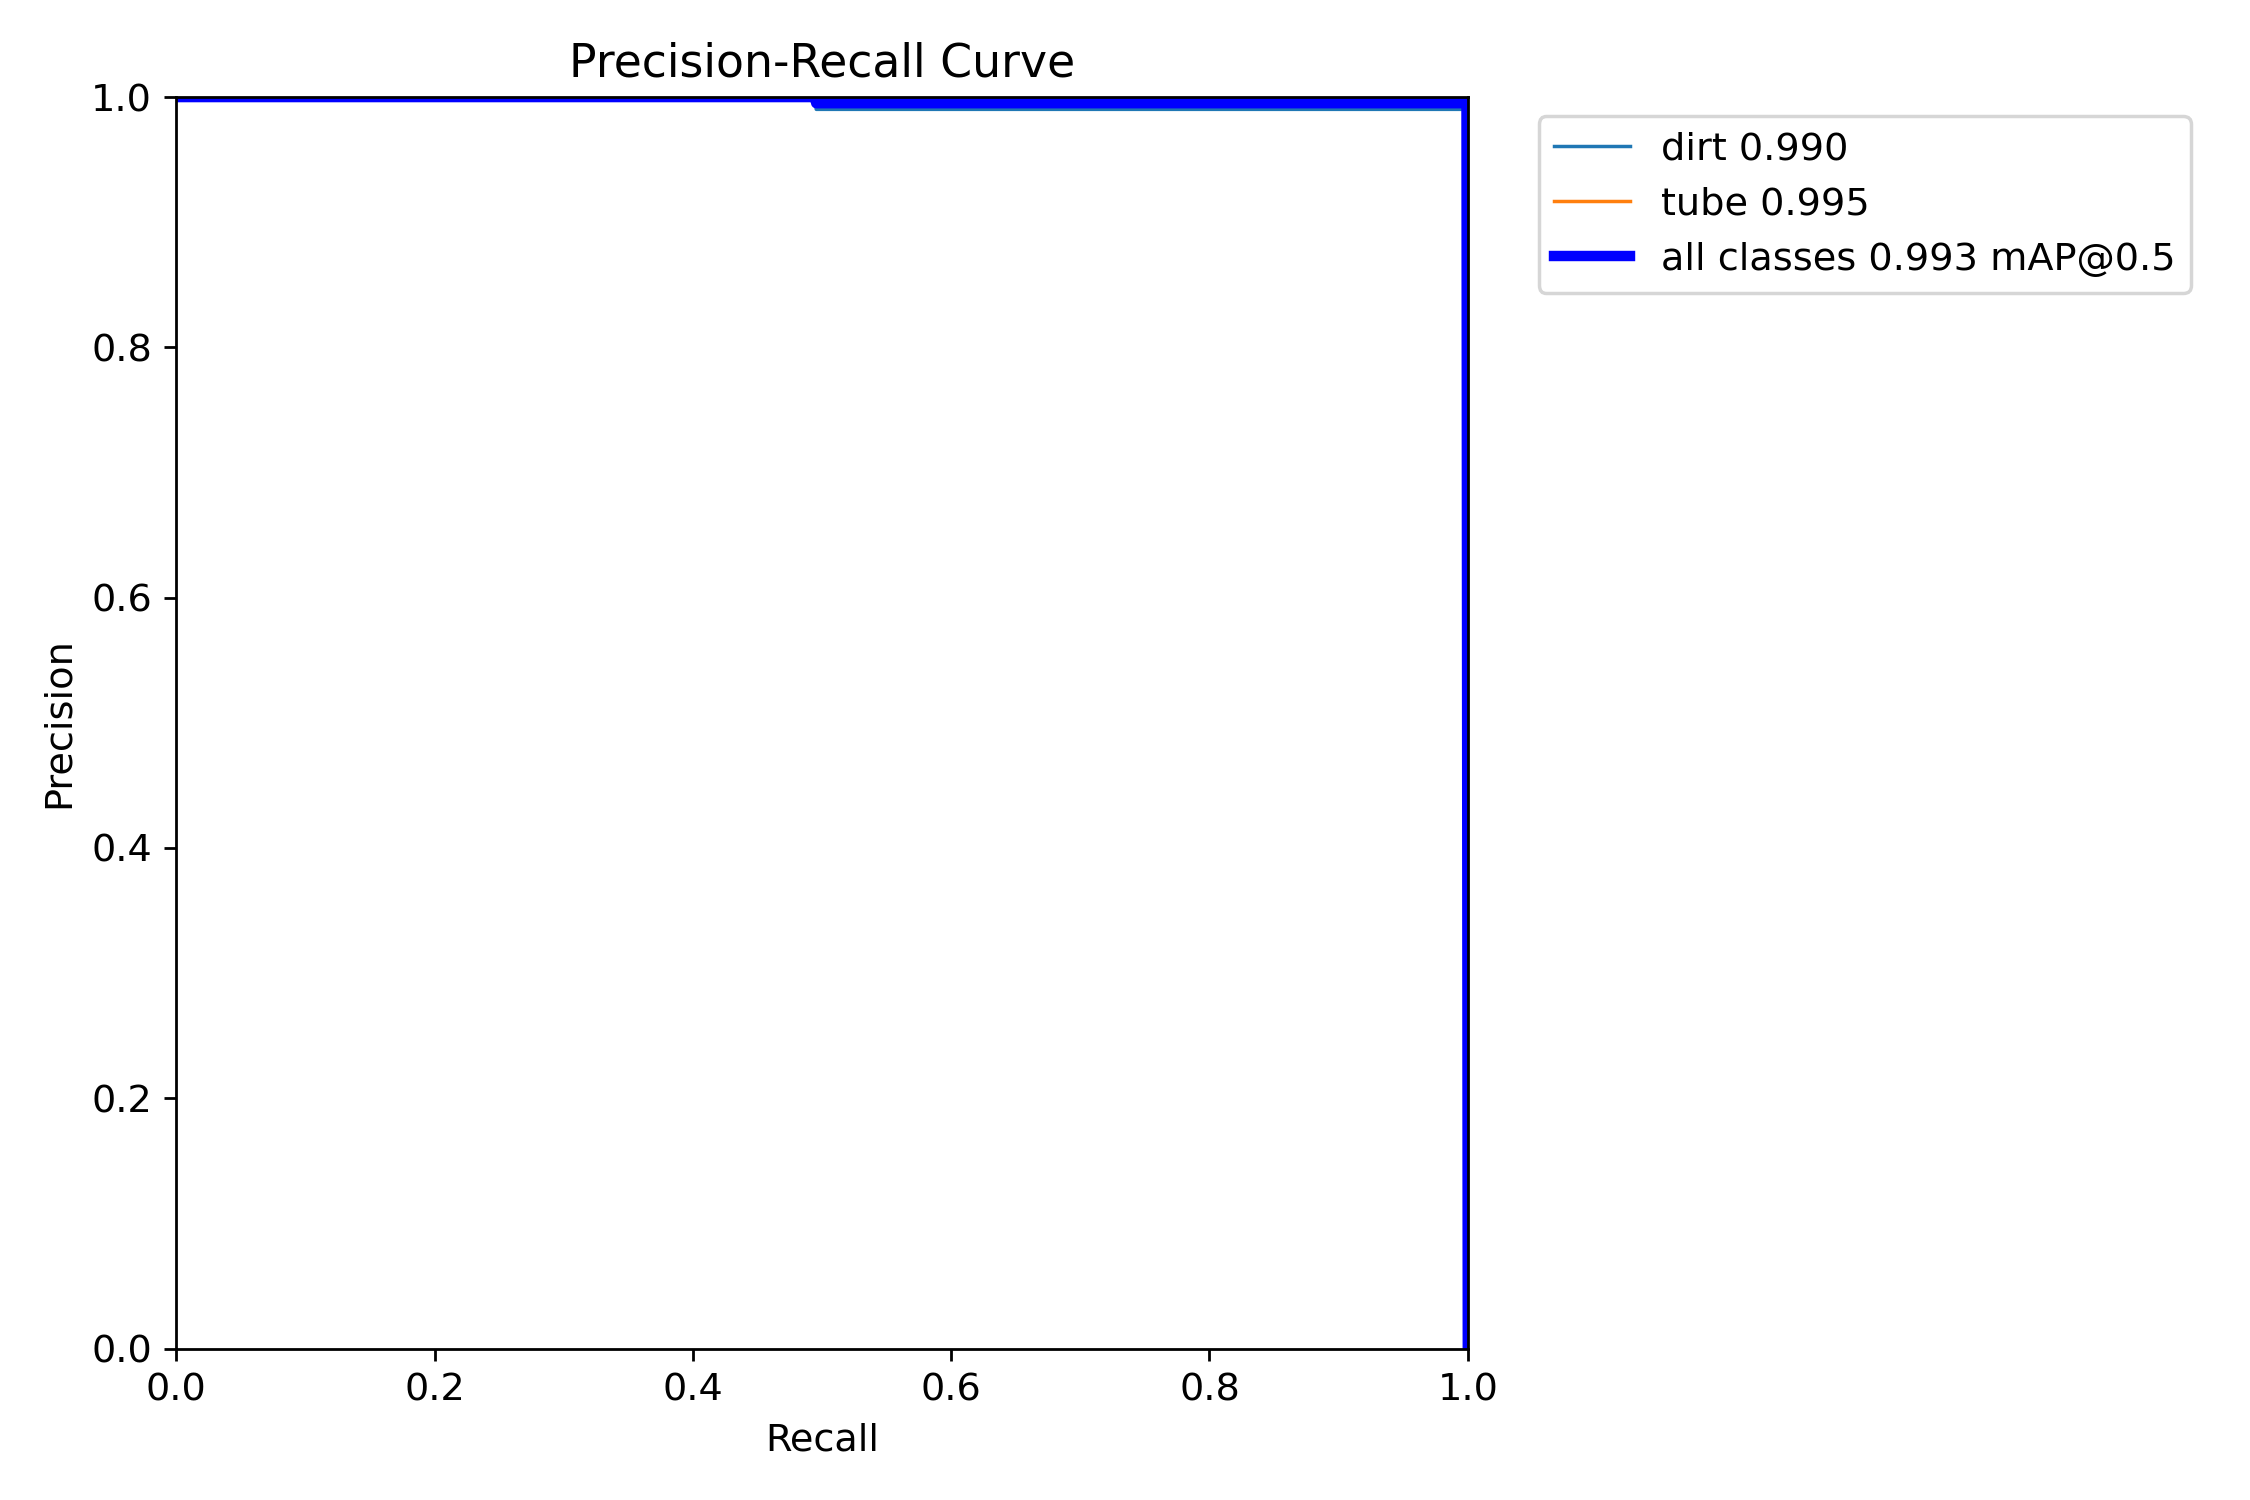 Precision-Recall Curve
1.0
0.8
0.6
0.4
0.2
0.0
Precision
0.0 0.2 0.4 0.6 0.8 1.0
Recall
dirt 0.990
tube 0.995
all classes 0.993 mAP@0.5